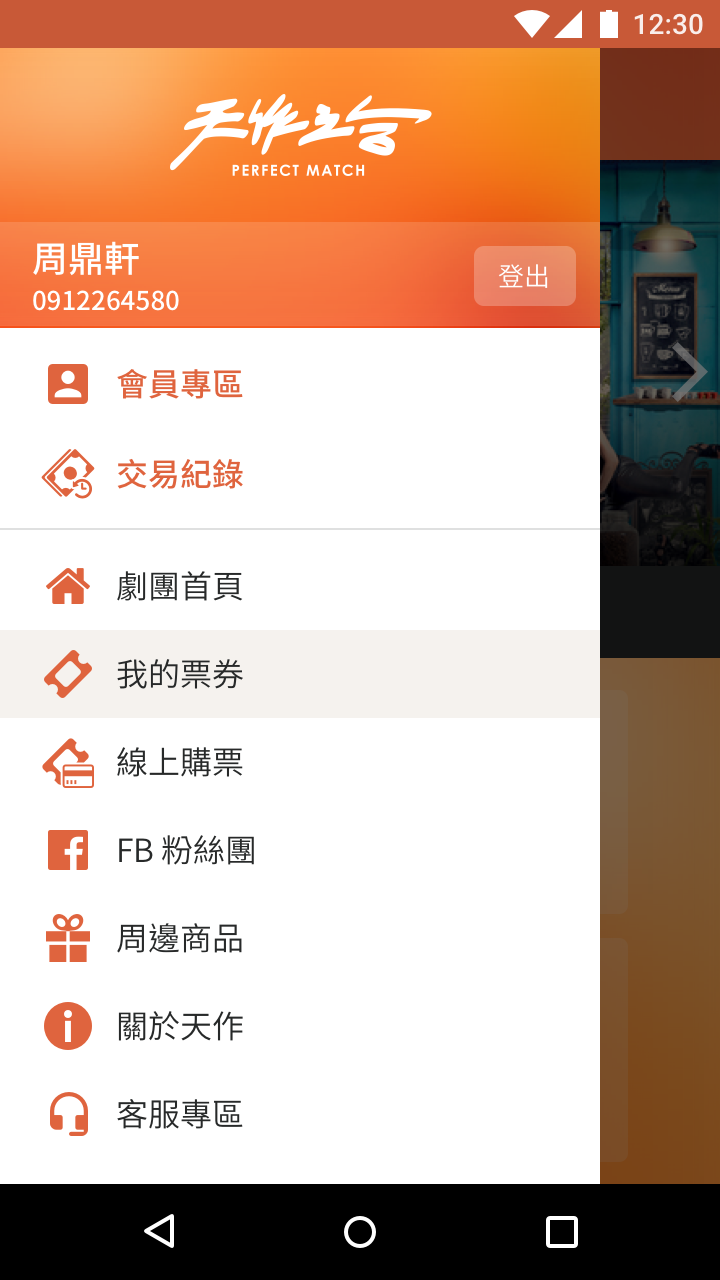 12:30
天作之合
PERFECT MATCH
周鼎軒
0912264580
登出
Menu
會員專區
交易紀錄
劇團首頁
我的票券
線上購票
FB 粉絲團
周邊商品
關於天作
客服專區